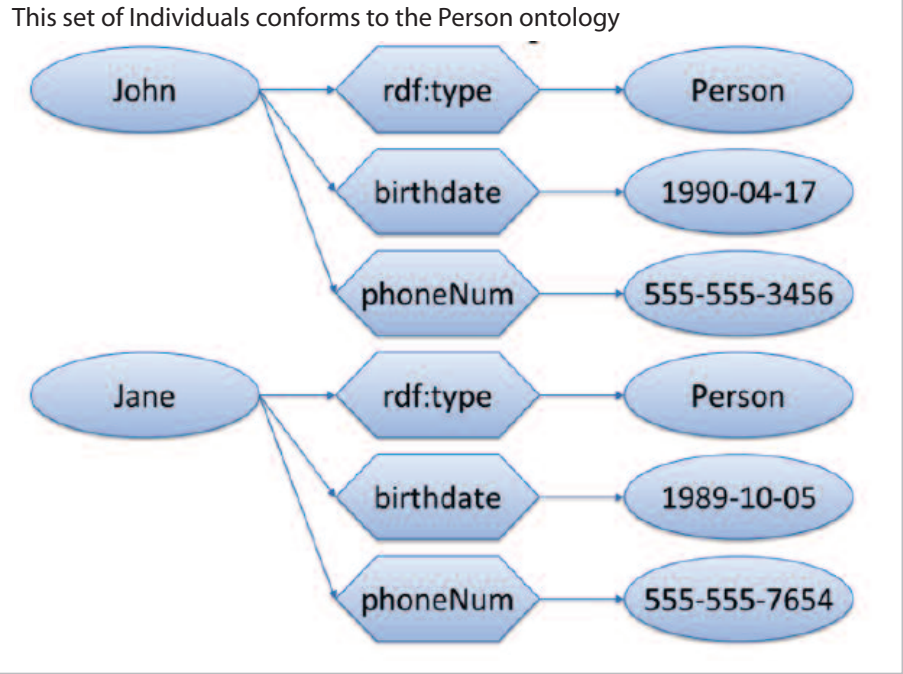 This set of Individuals conforms to the Person ontology
John rdf:type Person
birthdate 1990-04-17
phoneNum 555-555-3456
Jane rdf:type Person
birthdate 1989-10-05
phoneNum 555-555-7654